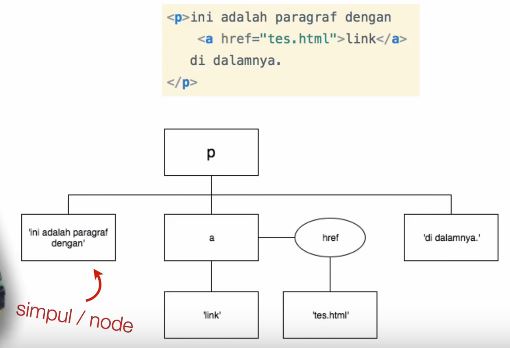 <p>ini adalah paragraf dengan
<a href="tes.html">link</a>
di dalamnya.
</p>
p
'ini adalah paragraf
dengan'
a
href
'di dalamnya.'
simpul / node
'link'
'tes.html'